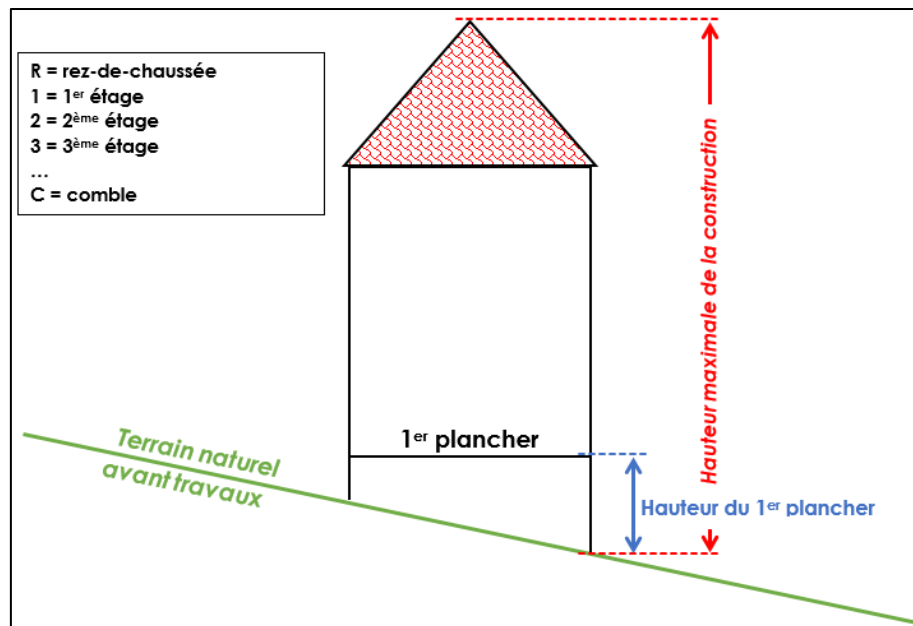 R = rez-de-chaussée
1 = 1er étage
2 = 2ème étage
3 = 3ème étage
...
C = comble
Hauteur maximale de la construction
1er plancher
Terrain naturel
avant travaux
Hauteur du 1er plancher